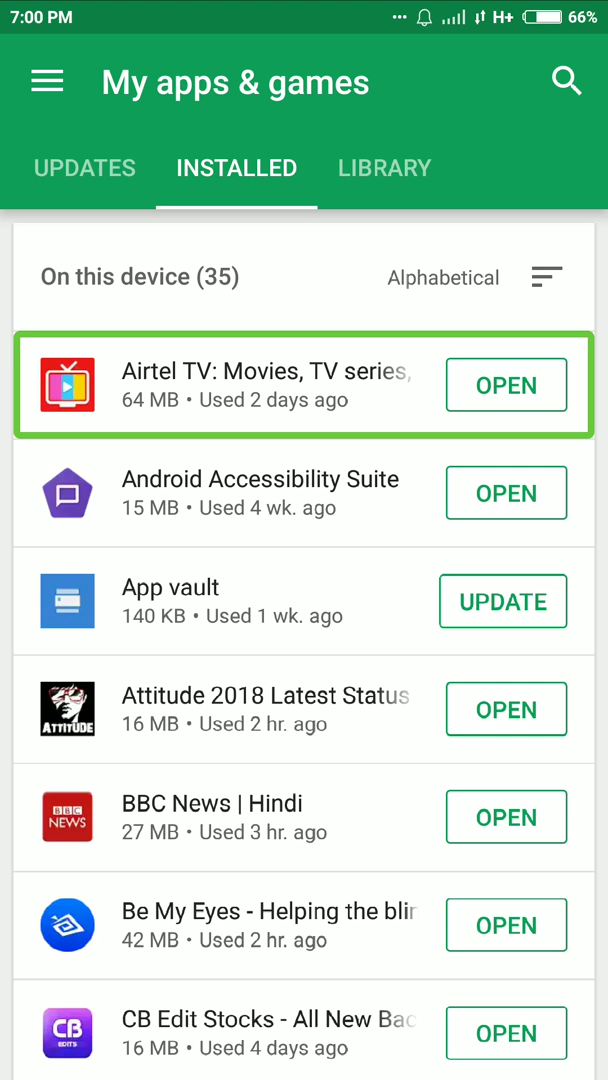 7:00 PM ... H+ 66%
My apps & games
UPDATES INSTALLED LIBRARY
On this device (35) Alphabetical
Airtel TV: Movies, TV series,
64 MB • Used 2 days ago
OPEN
Android Accessibility Suite
15 MB • Used 4 wk. ago
OPEN
App vault
140 KB • Used 1 wk. ago
UPDATE
ATTITUDE
Attitude 2018 Latest Status
16 MB • Used 2 hr. ago
OPEN
BBC
NEWS
BBC News | Hindi
27 MB • Used 3 hr. ago
OPEN
Be My Eyes - Helping the blin
42 MB • Used 2 hr. ago
OPEN
CB
EDITS
CB Edit Stocks - All New Bac
16 MB • Used 4 days ago
OPEN